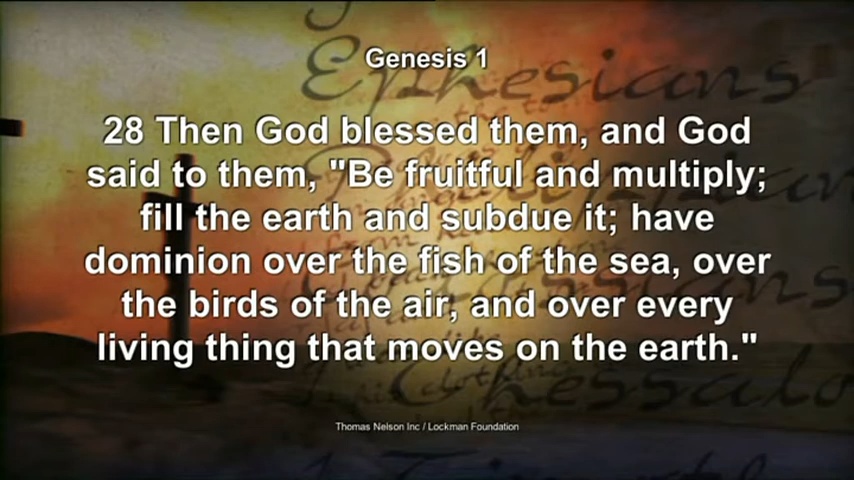 Genesis 1
Ephesians
28 Then God blessed them, and God
said to them, "Be fruitful and multiply;
fill the earth and subdue it; have
dominion over the fish of the sea, over
the birds of the air, and over every
living thing that moves on the earth."
Thomas Nelson Inc / Lockman Foundation